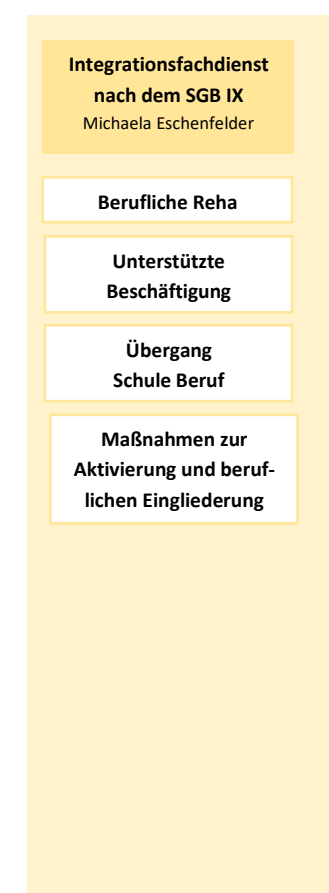 Integrationsfachdienst
nach dem SGB IX
Michaela Eschenfelder
Berufliche Reha
Unterstützte
Beschäftigung
Übergang
Schule Beruf
Maßnahmen zur
Aktivierung und beruf-
lichen Eingliederung